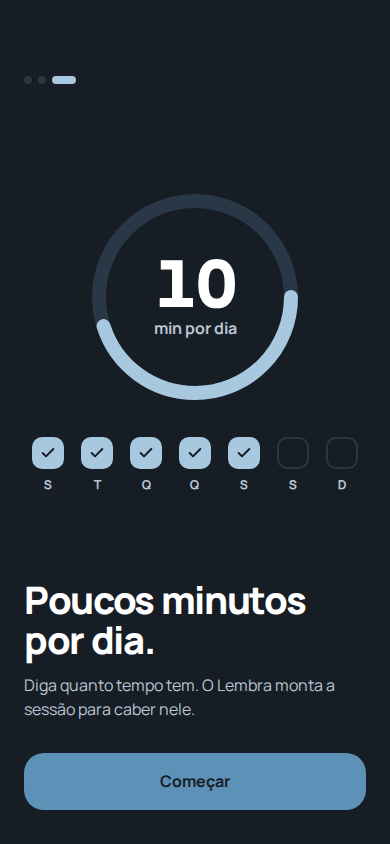 10
min por dia
S T Q Q S S D
Poucos minutos
por dia.
Diga quanto tempo tem. O Lembra monta a
sessão para caber nele.
Começar